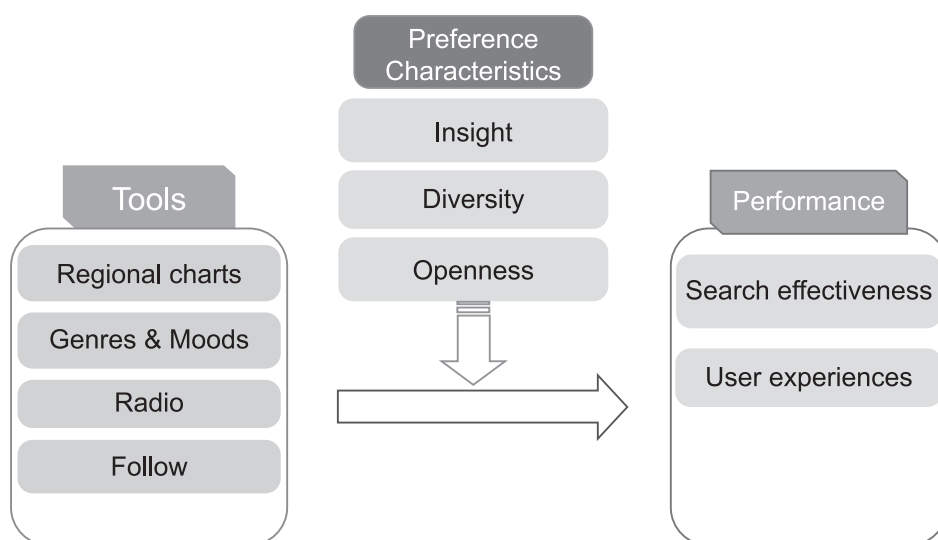 Preference
Characteristics
Insight
Diversity
Openness
Tools
Regional charts
Genres & Moods
Radio
Follow
Performance
Search effectiveness
User experiences